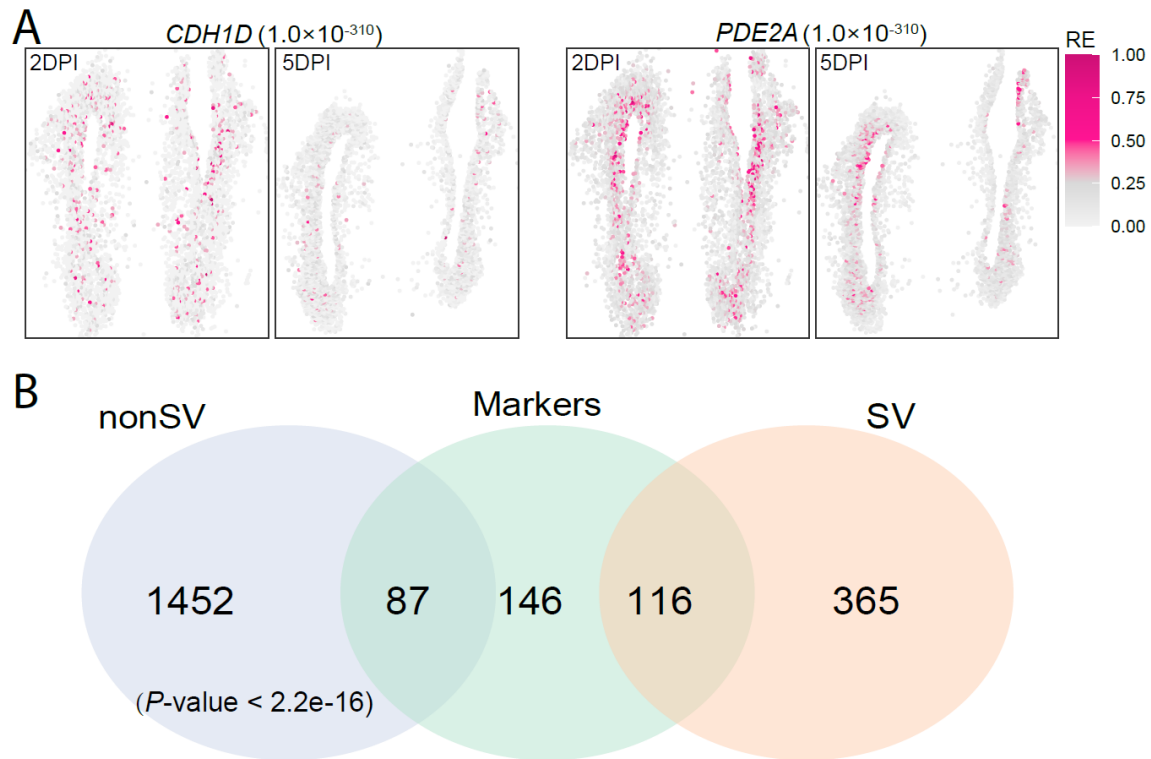 A
CDH1D (1.0×10⁻³¹⁰)
PDE2A (1.0×10⁻³¹⁰)
RE
2DPI
5DPI
2DPI
5DPI
1.00
0.75
0.50
0.25
0.00
B
nonSV
Markers
SV
1452
87
146
116
365
(P-value < 2.2e-16)